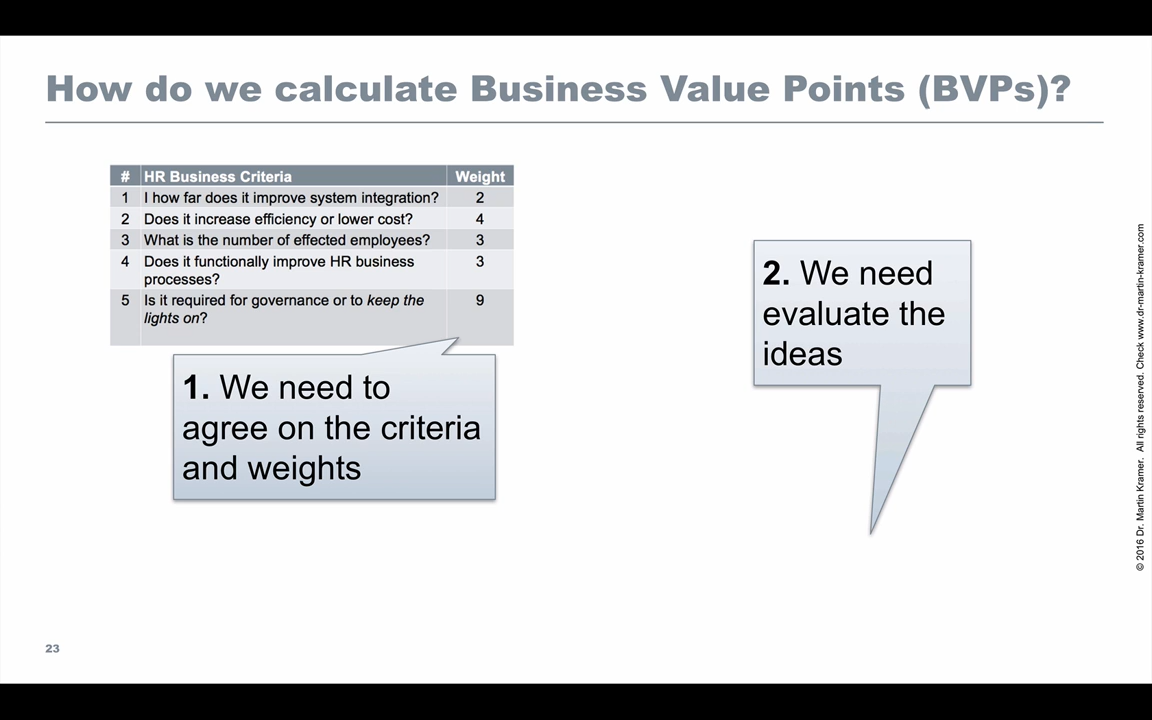 How do we calculate Business Value Points (BVPs)?
# HR Business Criteria Weight
1 I how far does it improve system integration? 2
2 Does it increase efficiency or lower cost? 4
3 What is the number of effected employees? 3
4 Does it functionally improve HR business 3
processes?
5 Is it required for governance or to keep the 9
lights on?
1. We need to
agree on the criteria
and weights
2. We need
evaluate the
ideas
© 2016 Dr. Martin Kramer. All rights reserved. Check www.dr-martin-kramer.com
23